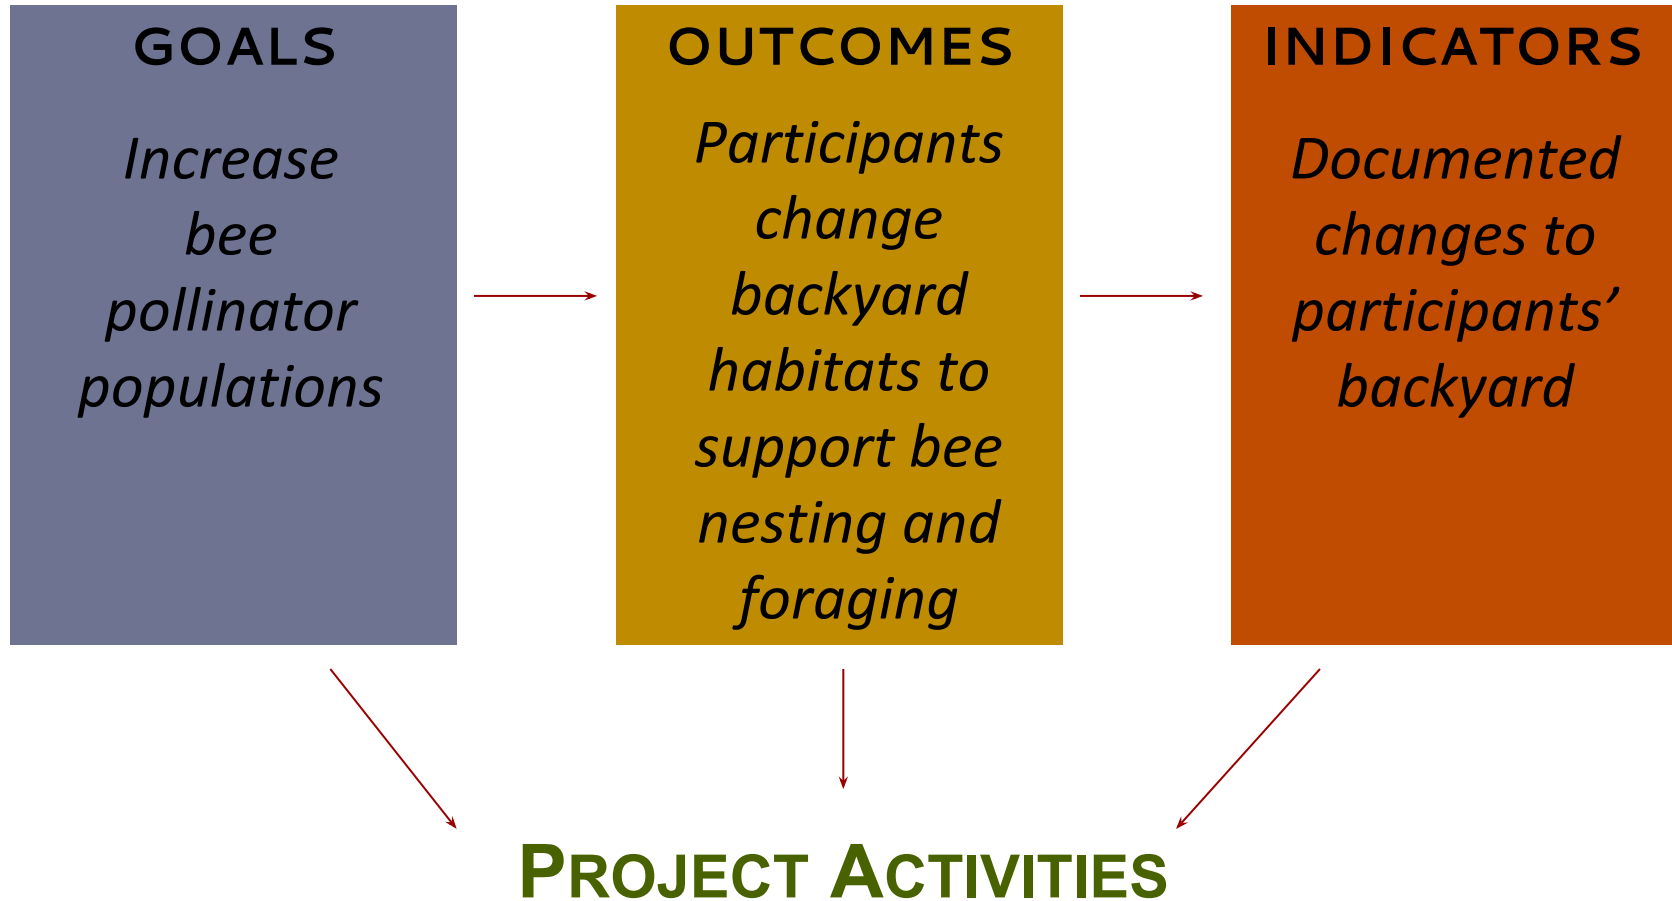 GOALS
Increase
bee
pollinator
populations
OUTCOMES
Participants
change
backyard
habitats to
support bee
nesting and
foraging
INDICATORS
Documented
changes to
participants’
backyard
PROJECT ACTIVITIES